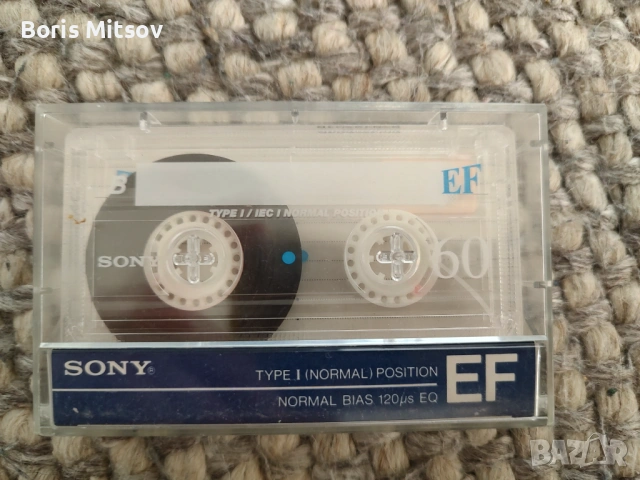 Boris Mitsov
B
EF
TYPE I / IEC I NORMAL POSITION
SONY
60
SONY
TYPE I (NORMAL) POSITION
NORMAL BIAS 120µs EQ
EF
BAZAR